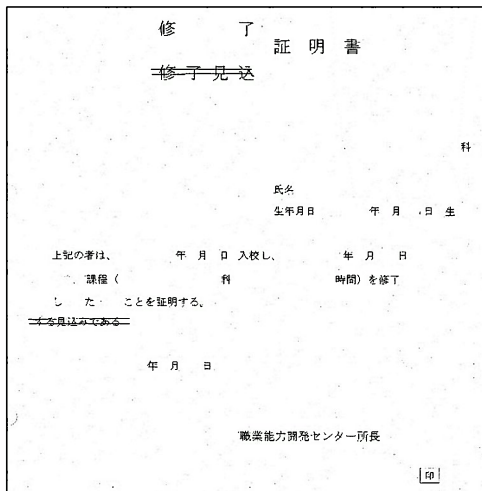 修 了
証 明 書
修 了 見 込
科
氏名
生年月日 年 月 日 生
上記の者は、 年 月 日 入校し、 年 月 日
課程( 科 時間)を修了
し た ことを証明する。
する見込みである
年 月 日
職業能力開発センター所長
印